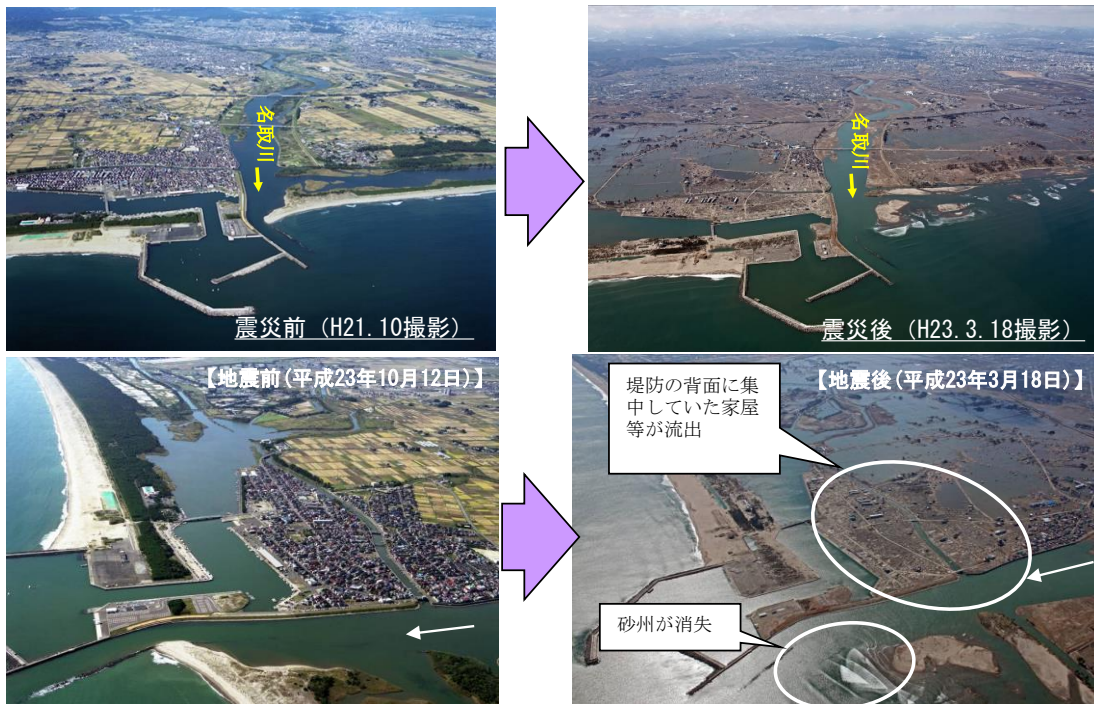 名取川
名取川
震災前（H21.10撮影）
震災後（H23.3.18撮影）
【地震前(平成23年10月12日)】
【地震後(平成23年3月18日)】
堤防の背面に集
中していた家屋
等が流出
砂州が消失